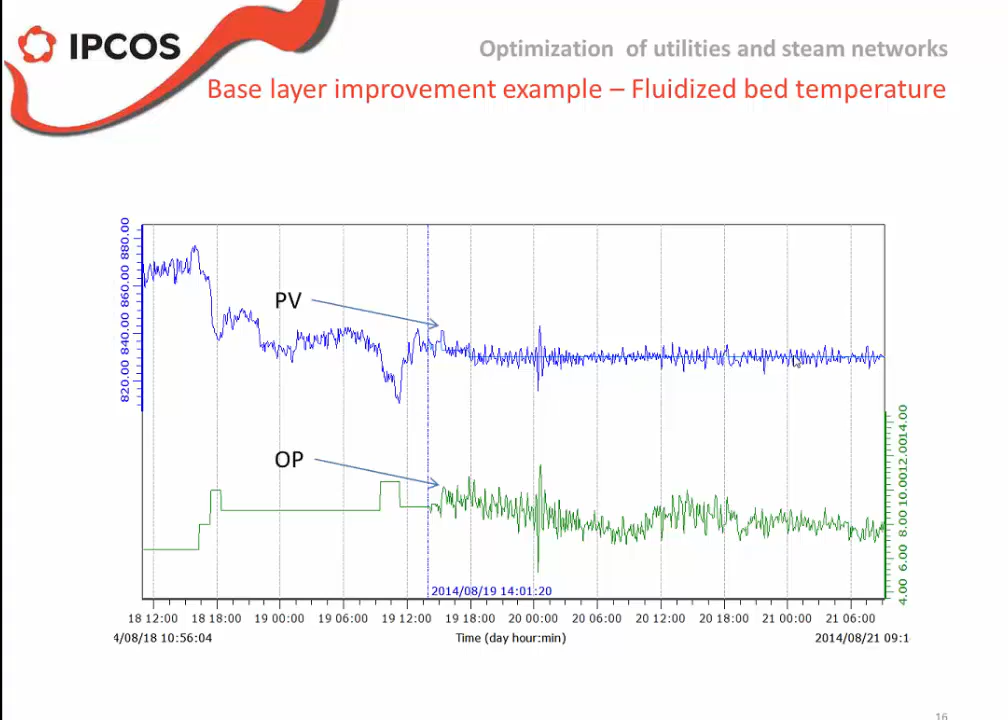 IPCOS
Optimization of utilities and steam networks
Base layer improvement example – Fluidized bed temperature
820.00 840.00 860.00 880.00
PV
OP
4.00 6.00 8.00 10.00 12.00 14.00
2014/08/19 14:01:20
18 12:00 18 18:00 19 00:00 19 06:00 19 12:00 19 18:00 20 00:00 20 06:00 20 12:00 20 18:00 21 00:00 21 06:00
4/08/18 10:56:04 Time (day hour:min) 2014/08/21 09:1
16